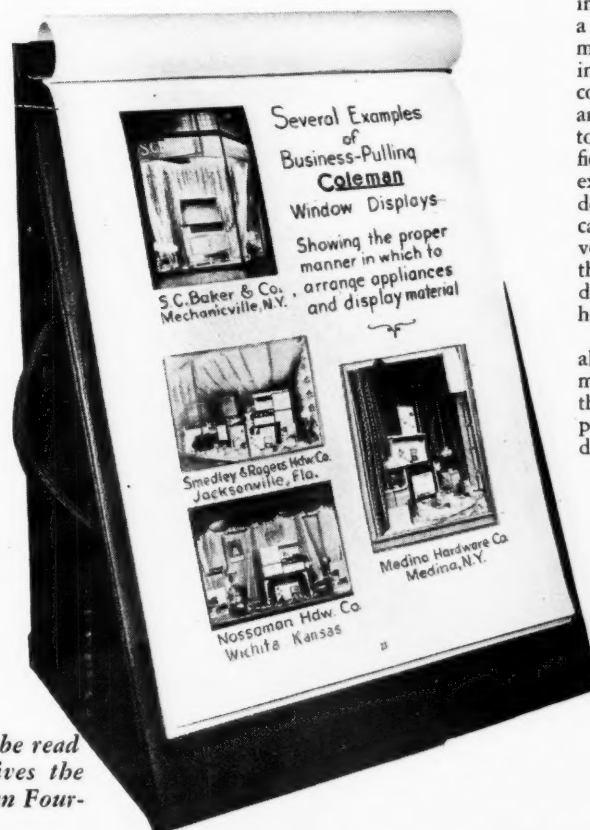 Several Examples
of
Business-Pulling
Coleman
Window Displays
Showing the proper
manner in which to
arrange appliances
and display material
S.C. Baker & Co.
Mechanicville, N.Y.
Smedley & Rogers Hdw. Co.
Jacksonville, Fla.
Medina Hardware Co.
Medina, N.Y.
Nossaman Hdw. Co.
Wichita Kansas
be read
ives the
n Four-